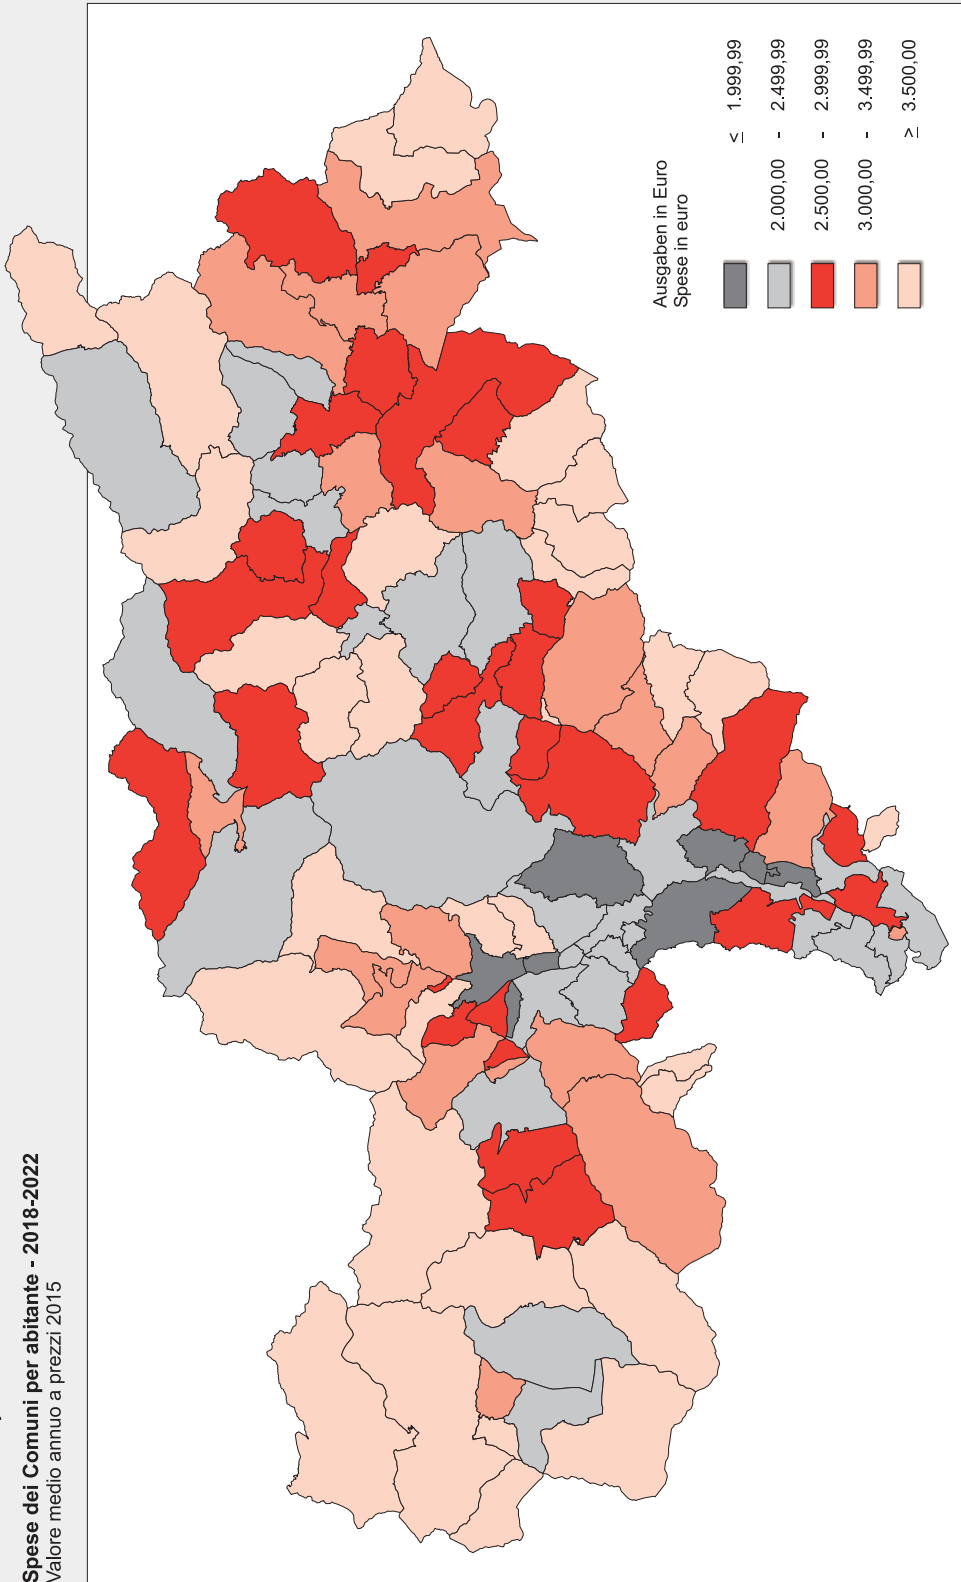 Spese dei Comuni per abitante - 2018-2022
Valore medio annuo a prezzi 2015
Ausgaben in Euro
Spese in euro
≤ 1.999,99
2.000,00 - 2.499,99
2.500,00 - 2.999,99
3.000,00 - 3.499,99
≥ 3.500,00